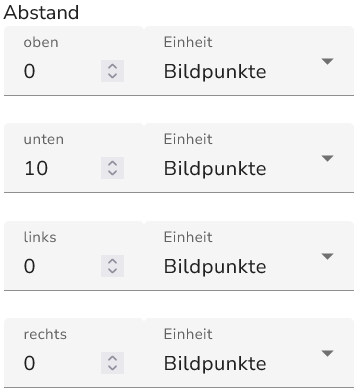 Abstand
oben Einheit
0 Bildpunkte
unten Einheit
10 Bildpunkte
links Einheit
0 Bildpunkte
rechts Einheit
0 Bildpunkte